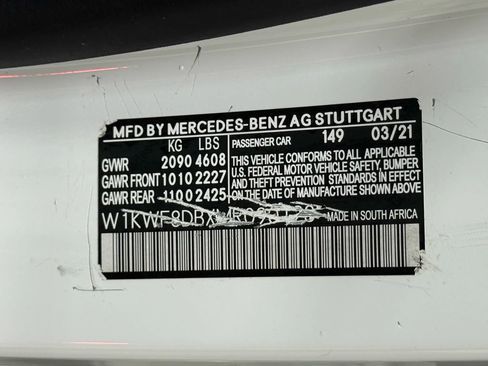 MFD BY MERCEDES-BENZ AG STUTTGART
KG LBS PASSENGER CAR 149 03/21
GVWR 2090 4608 THIS VEHICLE CONFORMS TO ALL APPLICABLE
U.S. FEDERAL MOTOR VEHICLE SAFETY, BUMPER
GAWR FRONT 1010 2227 AND THEFT PREVENTION STANDARDS IN EFFECT
GAWR REAR 1100 2425 ON THE DATE OF MANUFACTURE SHOWN ABOVE.
MADE IN SOUTH AFRICA